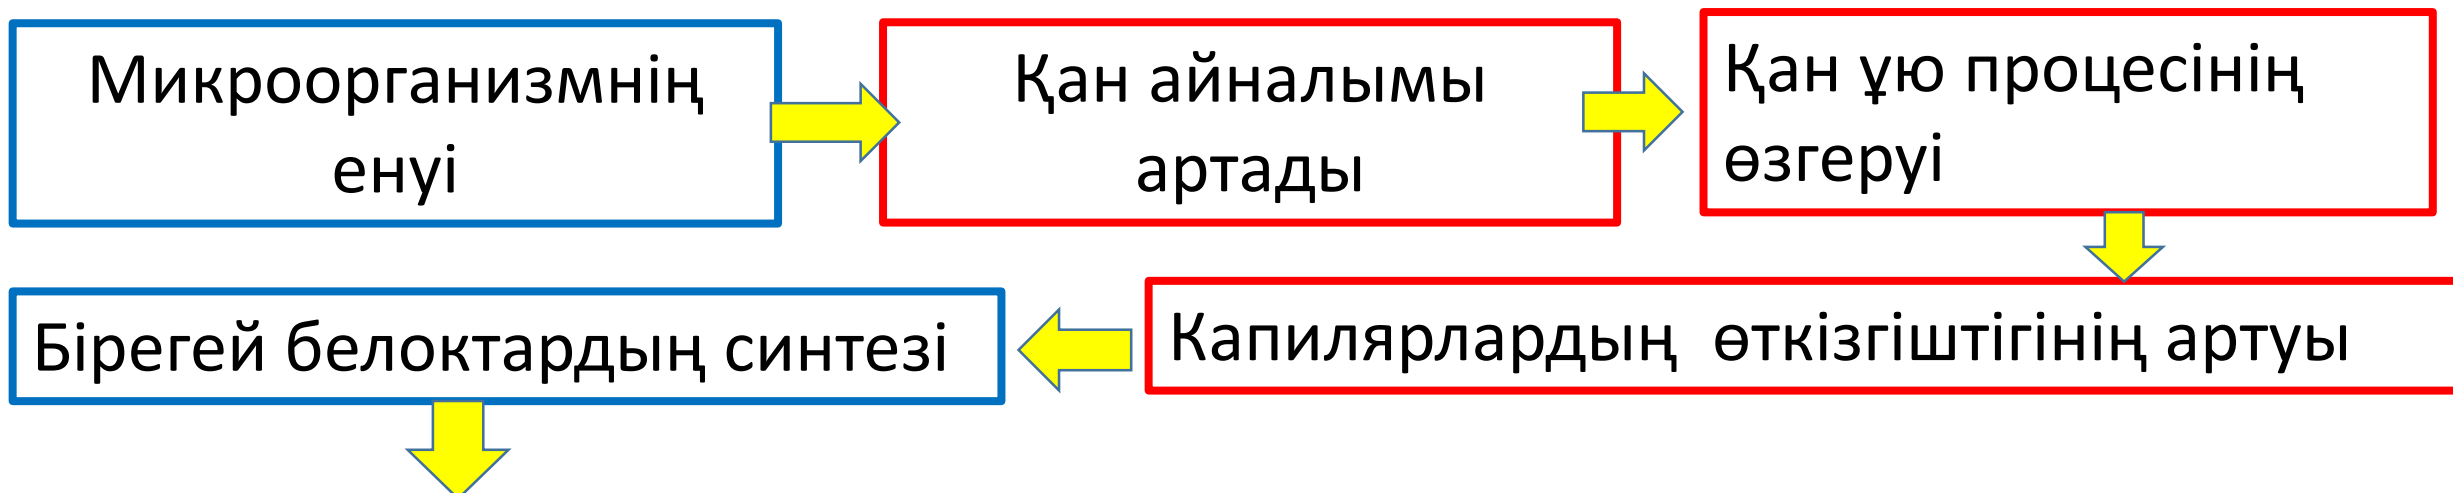 Микроорганизмнің
енуі
Қан айналымы
артады
Қан ұю процесінің
өзгеруі
Капилярлардың өткізгіштігінің артуы
Бірегей белоктардың синтезі